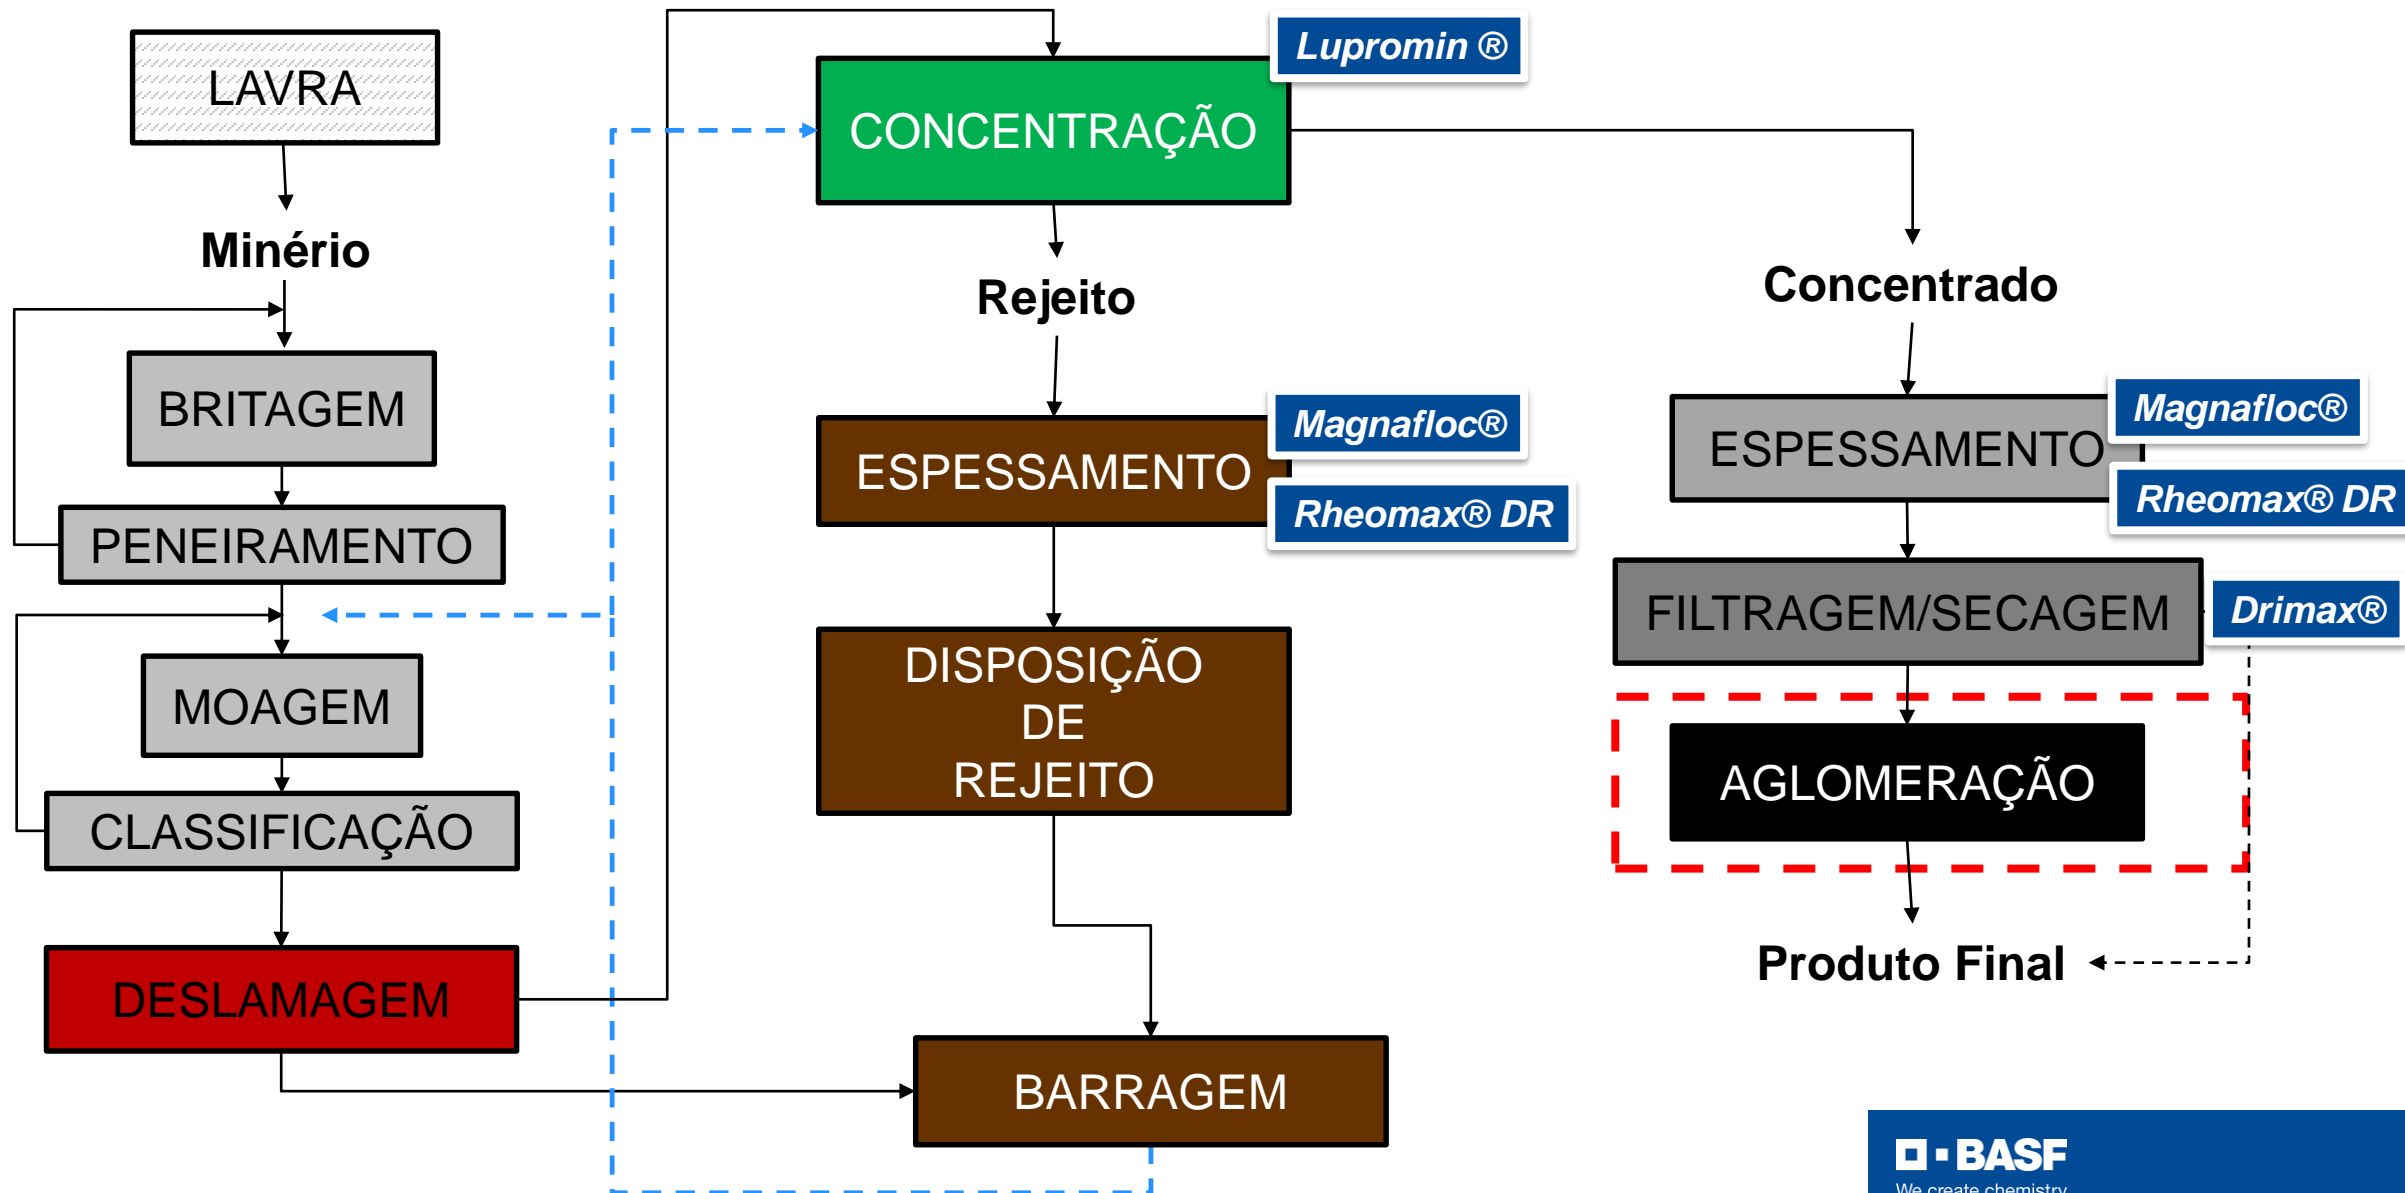 LAVRA
Minério
BRITAGEM
PENEIRAMENTO
MOAGEM
CLASSIFICAÇÃO
DESLAMAGEM
Lupromin ®
CONCENTRAÇÃO
Rejeito
Magnafloc®
ESPESSAMENTO
Rheomax® DR
DISPOSIÇÃO
DE
REJEITO
BARRAGEM
Concentrado
Magnafloc®
ESPESSAMENTO
Rheomax® DR
FILTRAGEM/SECAGEM
Drimax®
AGLOMERAÇÃO
Produto Final
BASF
We create chemistry